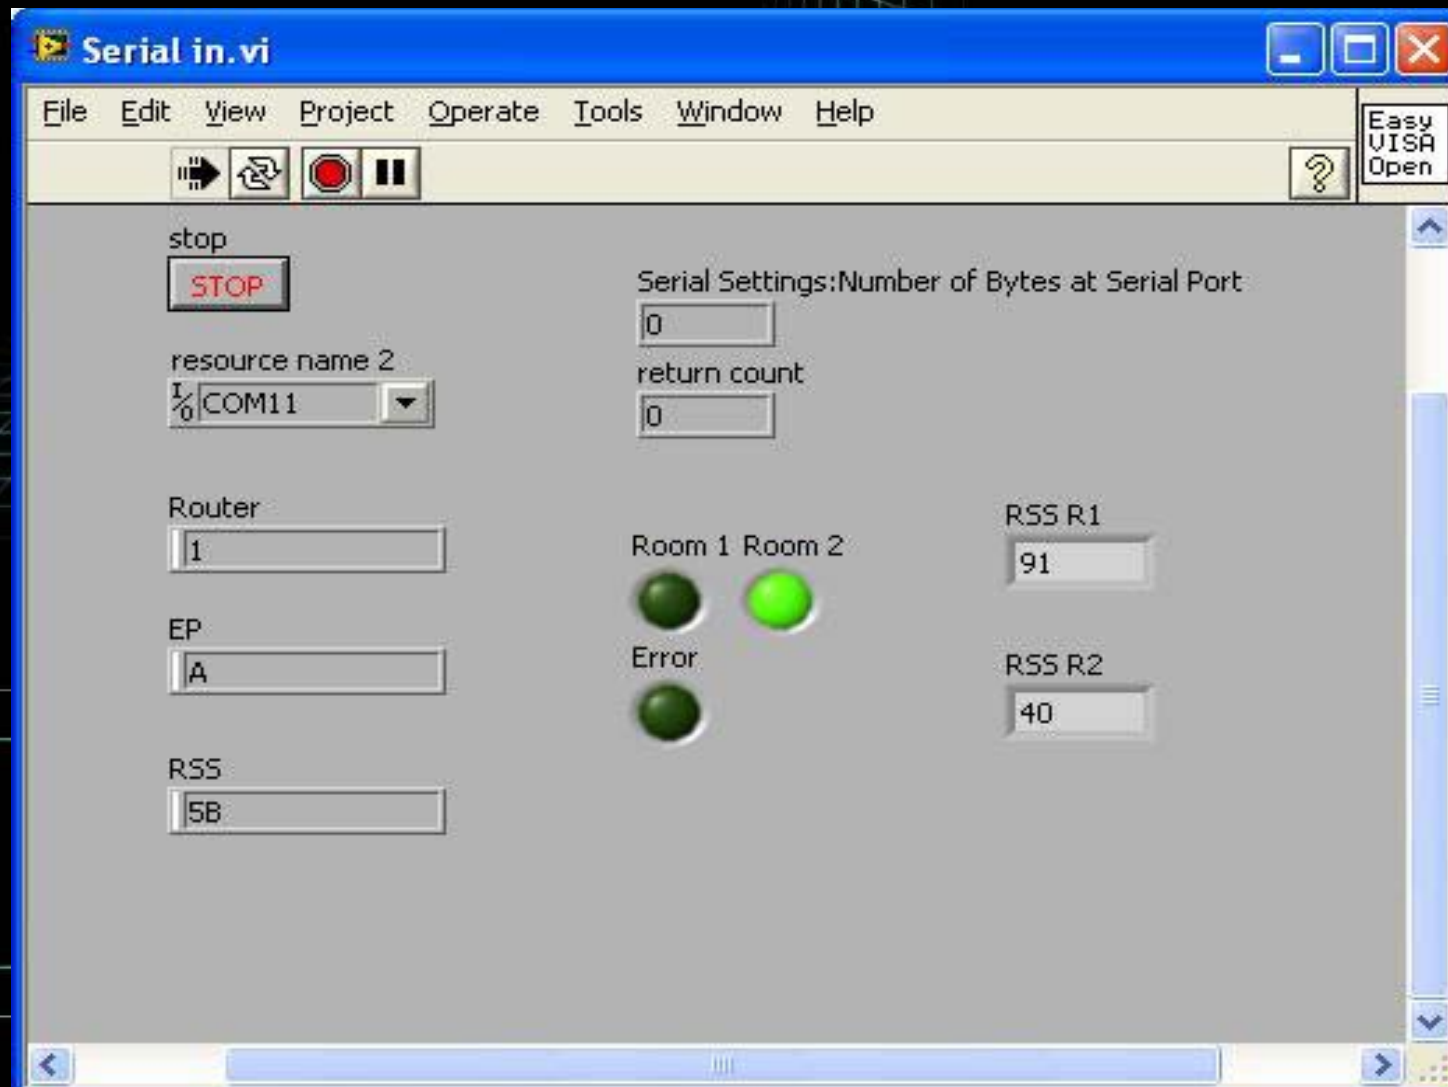 Serial in.vi
File Edit View Project Operate Tools Window Help
Easy
VISA
Open
?
stop
STOP
Serial Settings:Number of Bytes at Serial Port
0
resource name 2
I/O COM11
return count
0
Router
1
RSS R1
91
Room 1 Room 2
EP
A
Error
RSS R2
40
RSS
5B